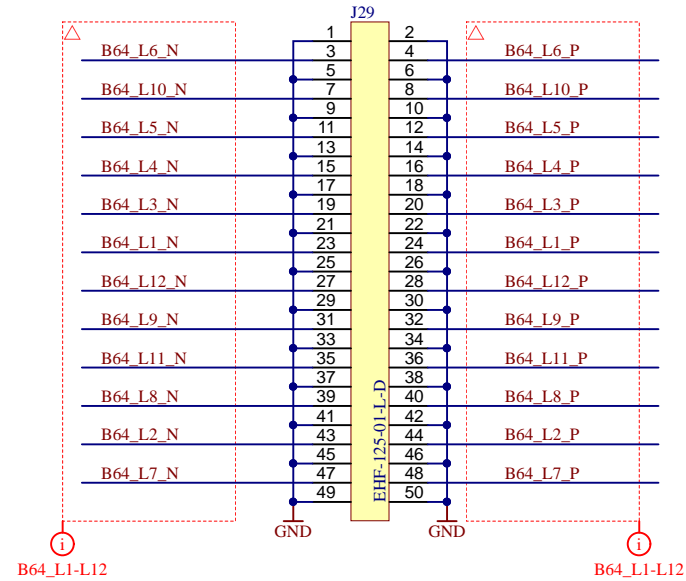 J29
1 2
B64_L6_N 3 4 B64_L6_P
5 6
B64_L10_N 7 8 B64_L10_P
9 10
B64_L5_N 11 12 B64_L5_P
13 14
B64_L4_N 15 16 B64_L4_P
17 18
B64_L3_N 19 20 B64_L3_P
21 22
B64_L1_N 23 24 B64_L1_P
25 26
B64_L12_N 27 28 B64_L12_P
29 30
B64_L9_N 31 32 B64_L9_P
33 34
B64_L11_N 35 36 B64_L11_P
37 38
B64_L8_N 39 40 B64_L8_P
41 42
B64_L2_N 43 44 B64_L2_P
45 46
B64_L7_N 47 48 B64_L7_P
49 50
EHF-125-01-L-D
GND GND
i i
B64_L1-L12 B64_L1-L12